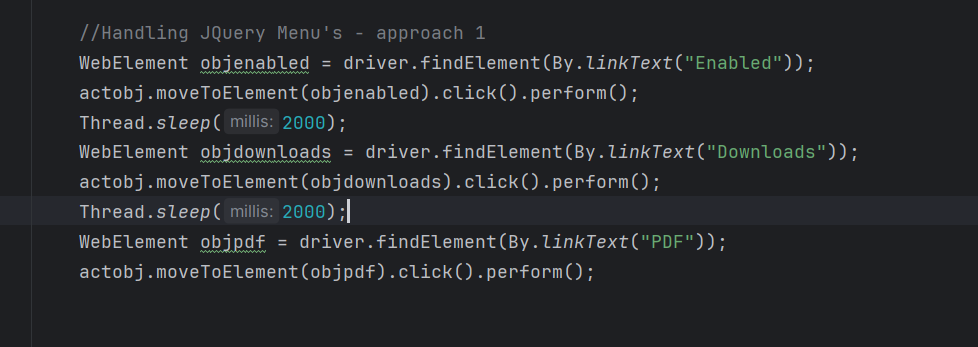 //Handling JQuery Menu's - approach 1
WebElement objenabled = driver.findElement(By.linkText("Enabled"));
actobj.moveToElement(objenabled).click().perform();
Thread.sleep( millis: 2000);
WebElement objdownloads = driver.findElement(By.linkText("Downloads"));
actobj.moveToElement(objdownloads).click().perform();
Thread.sleep( millis: 2000);
WebElement objpdf = driver.findElement(By.linkText("PDF"));
actobj.moveToElement(objpdf).click().perform();